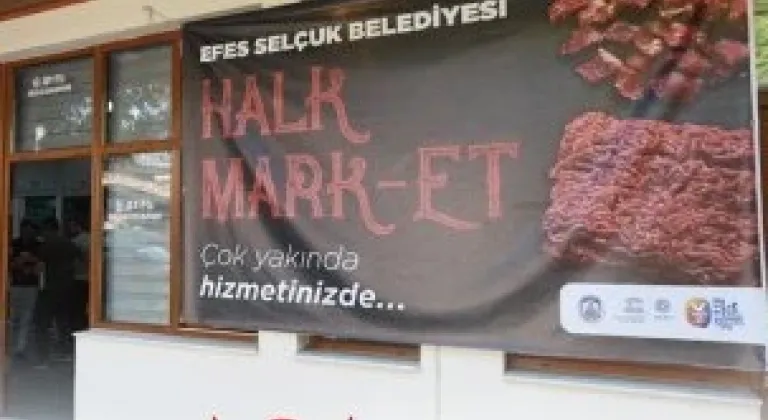 EFES SELÇUK BELEDİYESİ
HALK
MARK-ET
Çok yakında
hizmetinizde...